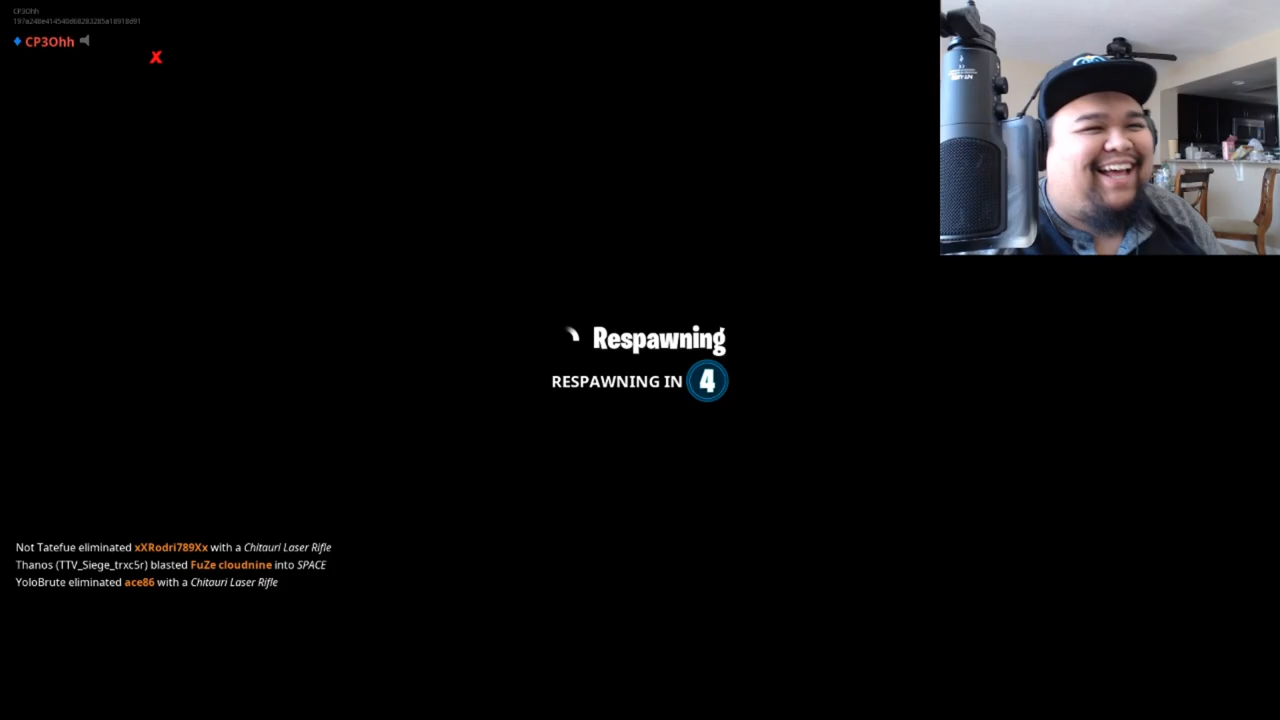 CP3Ohh
CP3Ohh
X
Respawning
RESPAWNING IN 4
Not Tatefue eliminated xXRodri789Xx with a Chitauri Laser Rifle
Thanos (TTV_Siege_trxc5r) blasted FuZe cloudnine into SPACE
YoloBrute eliminated ace86 with a Chitauri Laser Rifle